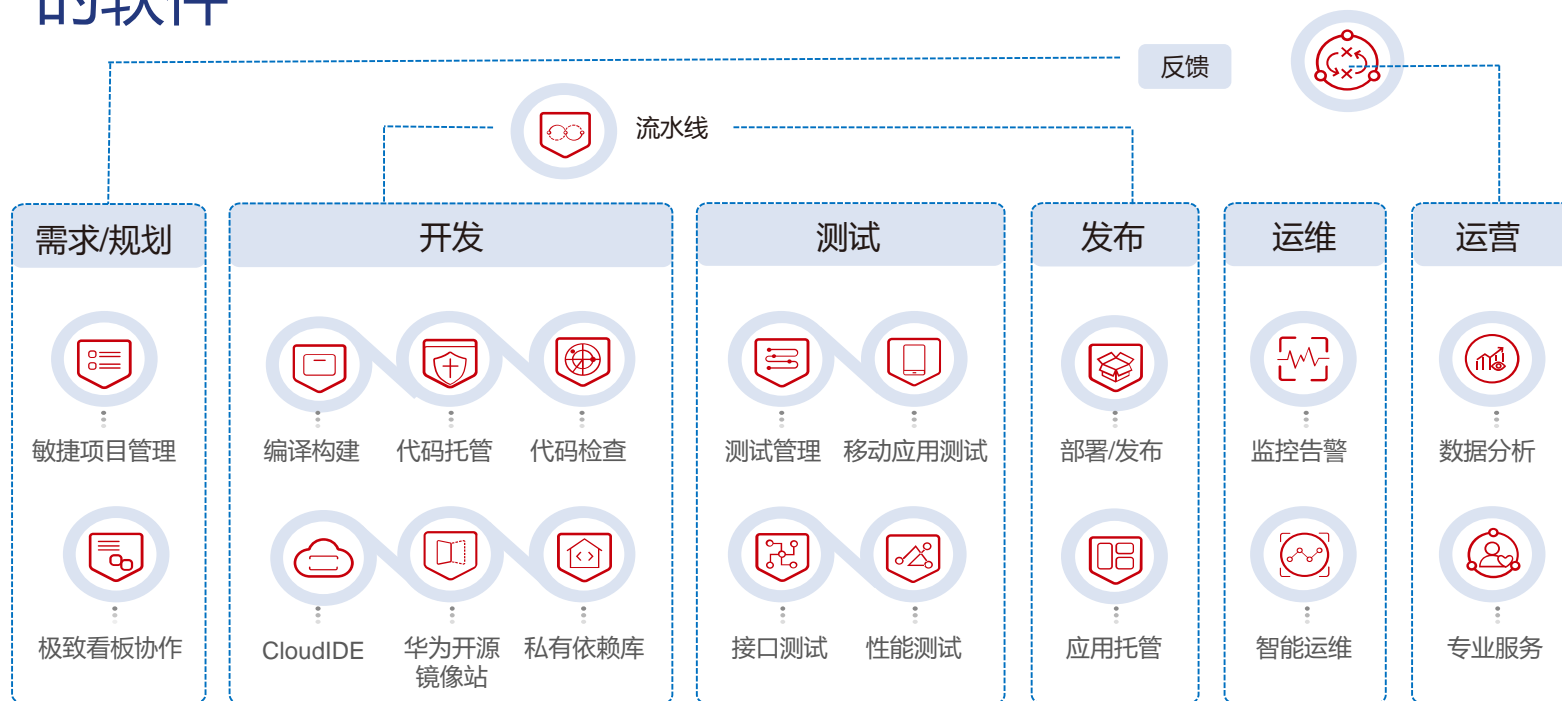 的软件
反馈
流水线
需求/规划
开发
测试
发布
运维
运营
敏捷项目管理
编译构建
代码托管
代码检查
测试管理
移动应用测试
部署/发布
监控告警
数据分析
极致看板协作
CloudIDE
华为开源
镜像站
私有依赖库
接口测试
性能测试
应用托管
智能运维
专业服务